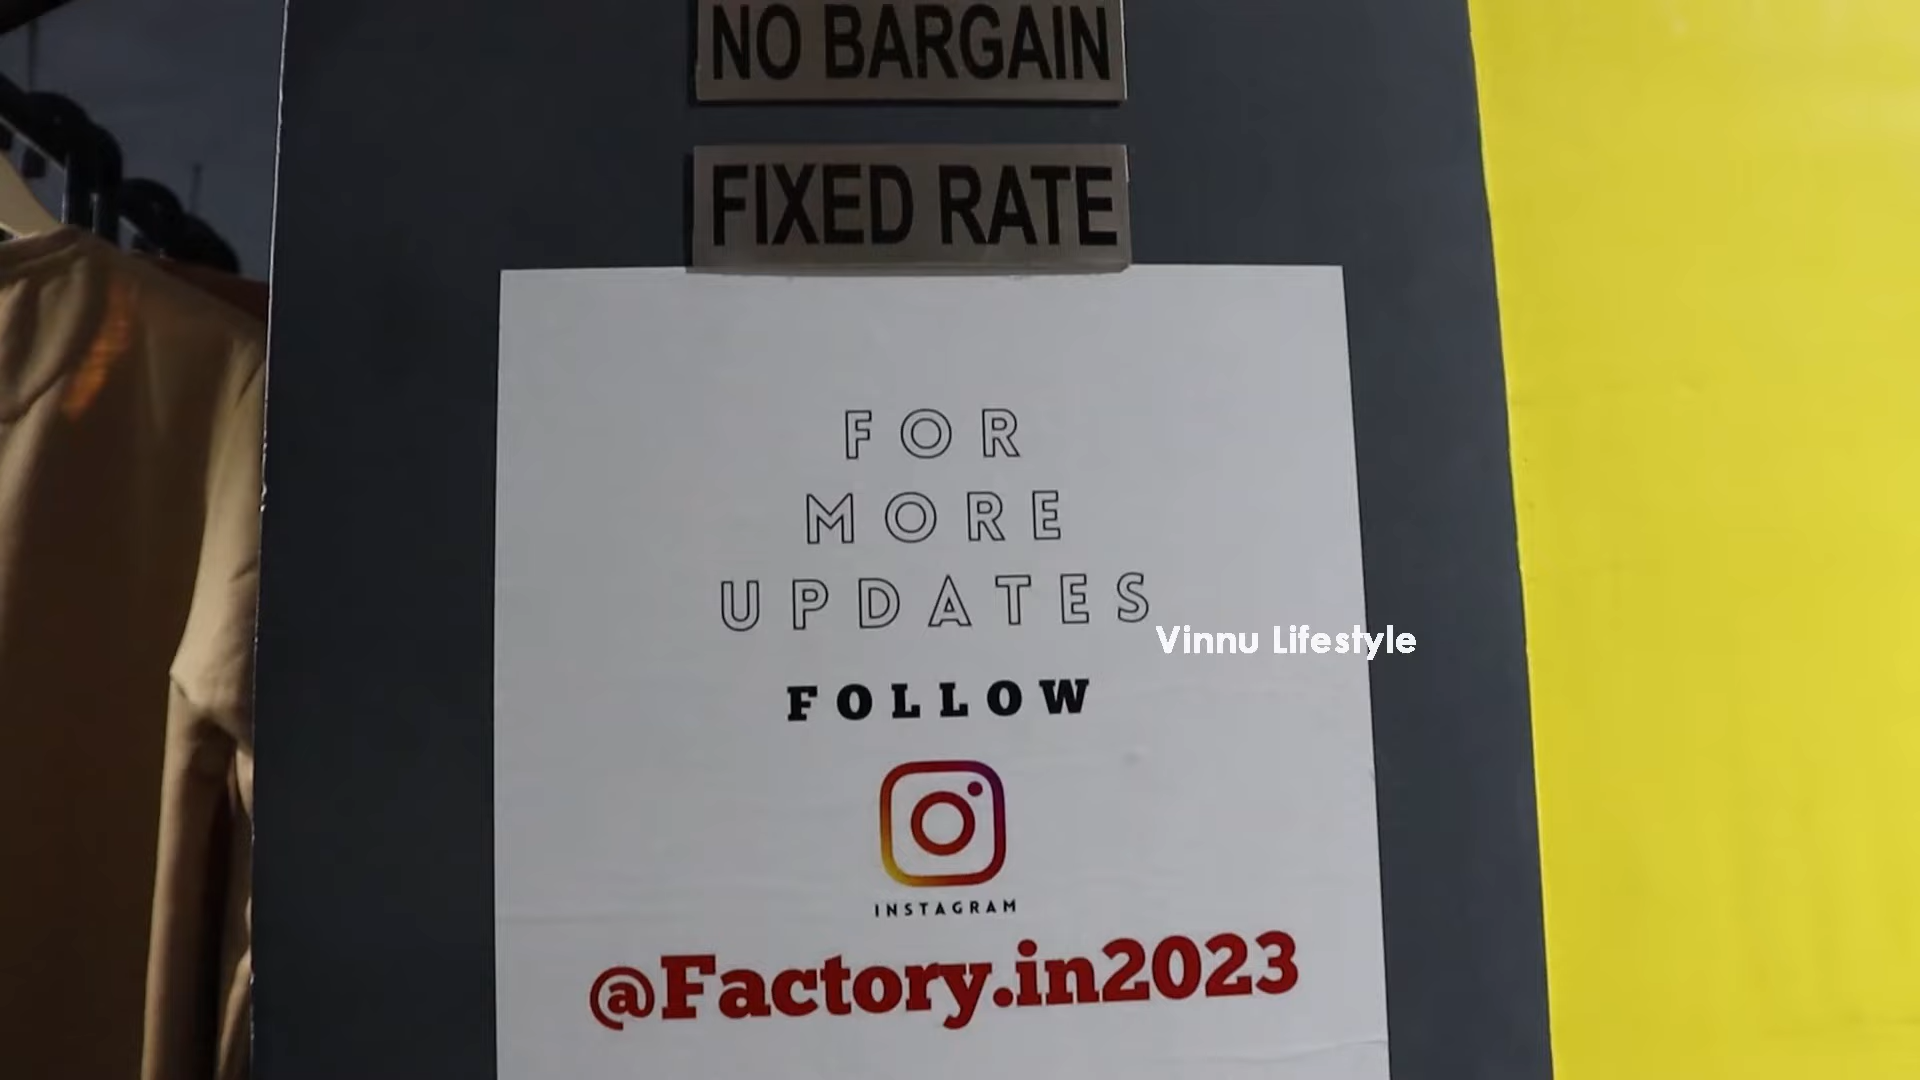 NO BARGAIN
FIXED RATE
FOR
MORE
UPDATES
Vinnu Lifestyle
FOLLOW
INSTAGRAM
@Factory.in2023